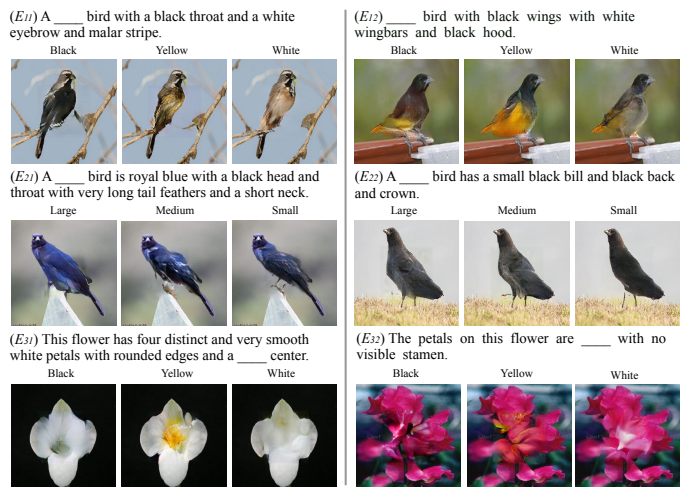 (E11) A ____ bird with a black throat and a white
eyebrow and malar stripe.
Black Yellow White
(E21) A ____ bird is royal blue with a black head and
throat with very long tail feathers and a short neck.
Large Medium Small
(E31) This flower has four distinct and very smooth
white petals with rounded edges and a ____ center.
Black Yellow White
(E12) ____ bird with black wings with white
wingbars and black hood.
Black Yellow White
(E22) A ____ bird has a small black bill and black back
and crown.
Large Medium Small
(E32) The petals on this flower are ____ with no
visible stamen.
Black Yellow White